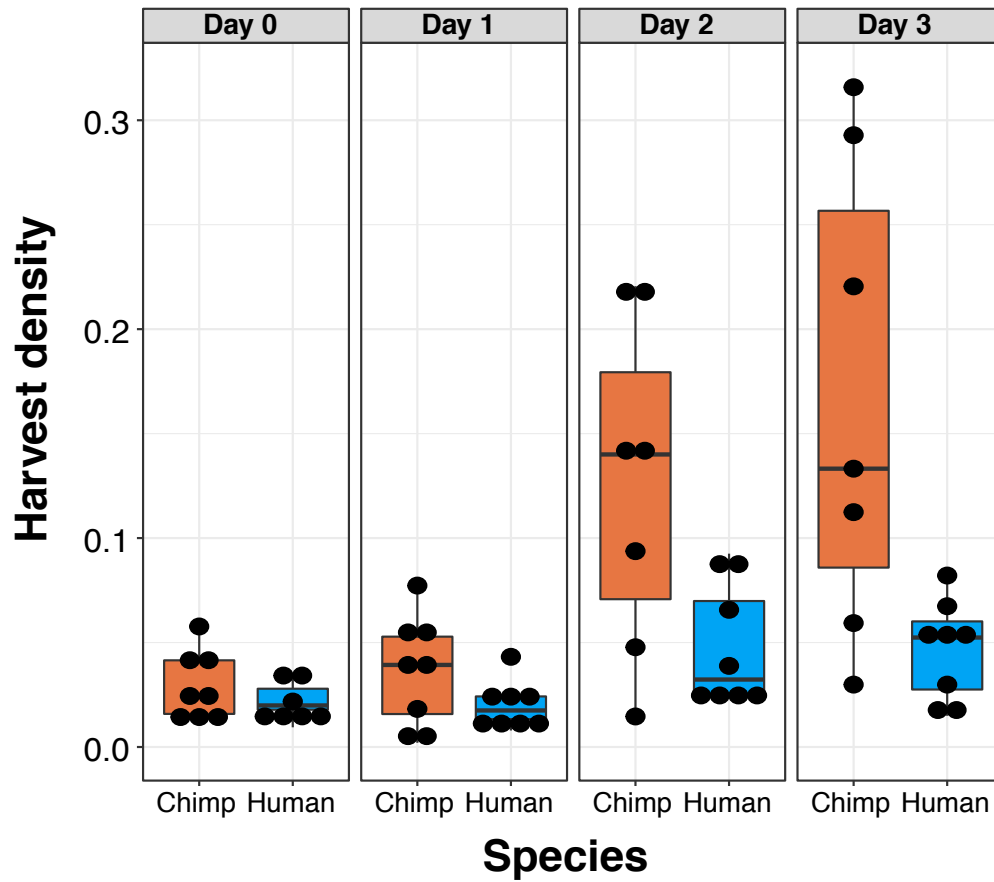 Day 0 Day 1 Day 2 Day 3
Harvest density
0.3
0.2
0.1
0.0
Chimp Human Chimp Human Chimp Human Chimp Human
Species